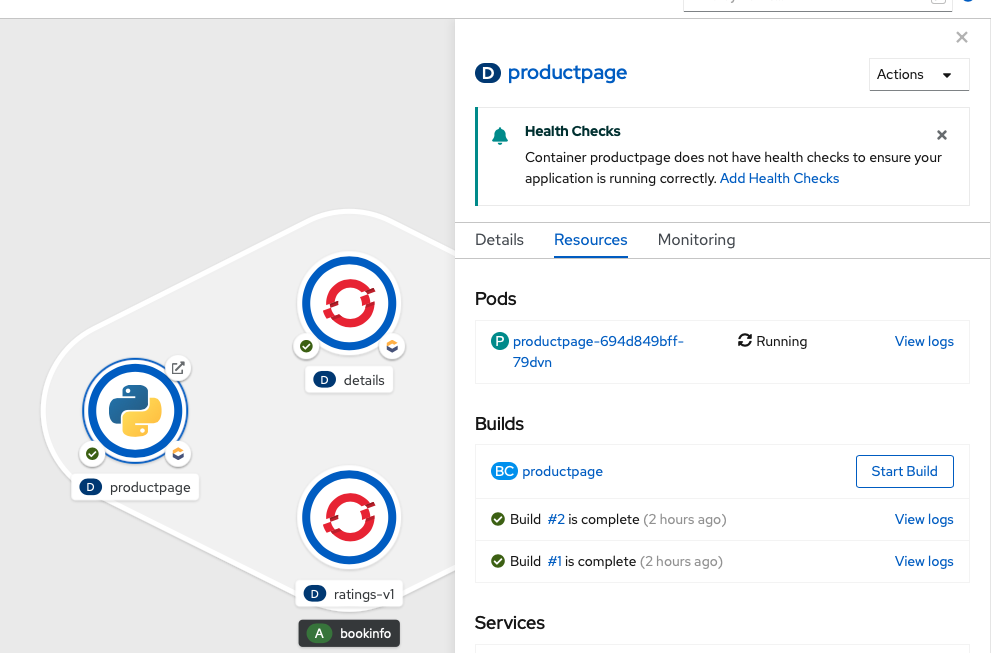 D productpage
Actions
Health Checks
Container productpage does not have health checks to ensure your
application is running correctly. Add Health Checks
Details Resources Monitoring
Pods
P productpage-694d849bff-
79dvn
Running
View logs
Builds
BC productpage
Start Build
Build #2 is complete (2 hours ago)
View logs
Build #1 is complete (2 hours ago)
View logs
Services
D details
D productpage
D ratings-v1
A bookinfo